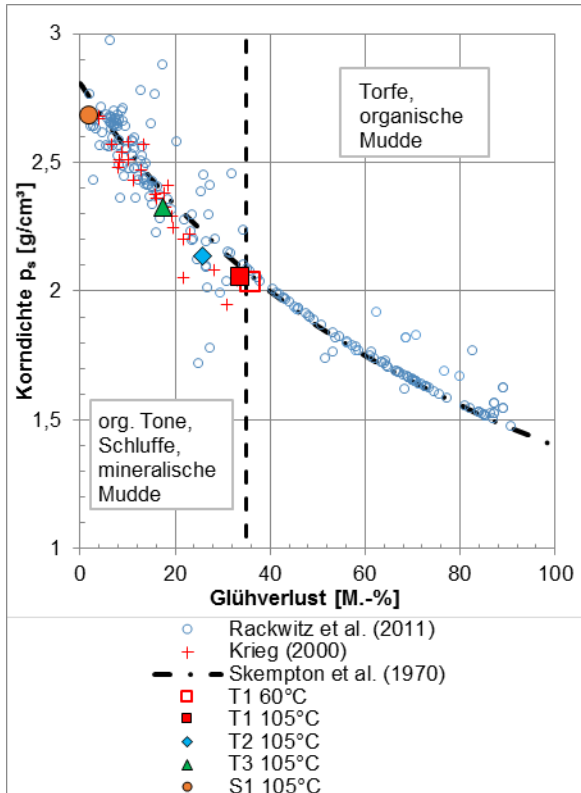 3
2,5
2
1,5
1
Korndichte ps [g/cm³]
Torfe,
organische
Mudde
org. Tone,
Schluffe,
mineralische
Mudde
0 20 40 60 80 100
Glühverlust [M.-%]
Rackwitz et al. (2011)
Krieg (2000)
Skempton et al. (1970)
T1 60°C
T1 105°C
T2 105°C
T3 105°C
S1 105°C